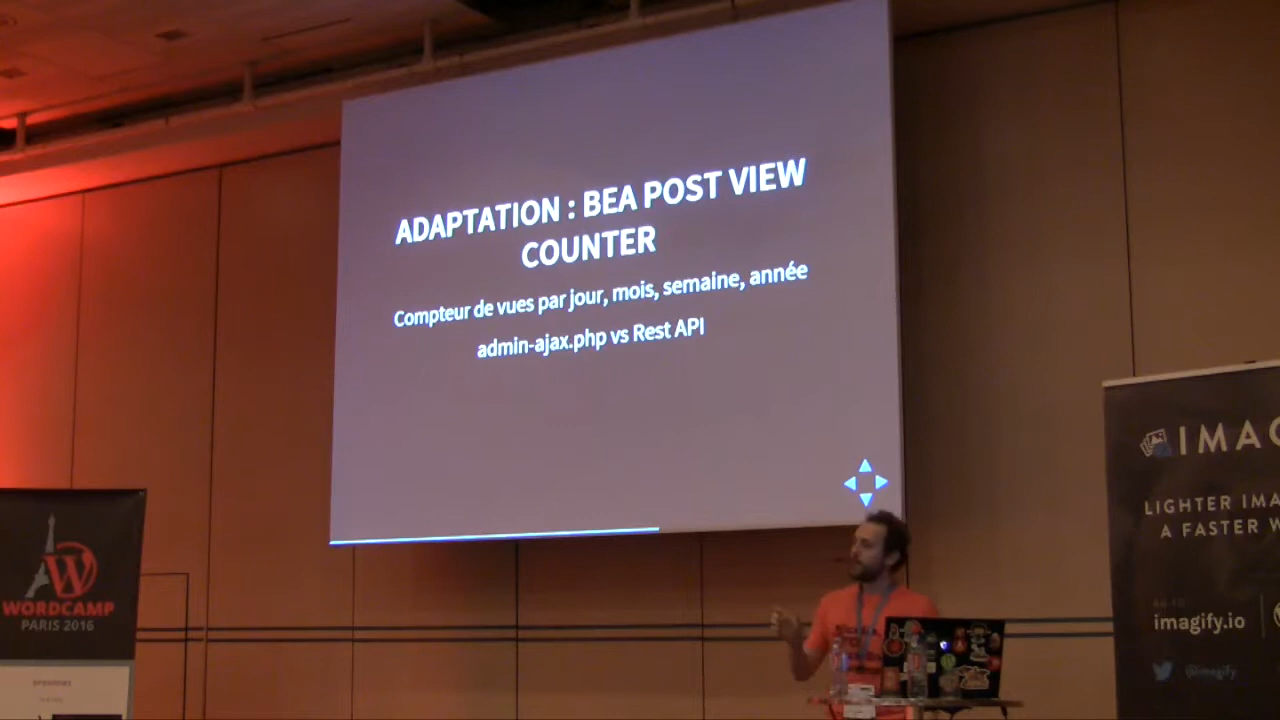 ADAPTATION : BEA POST VIEW
COUNTER
Compteur de vues par jour, mois, semaine, année
admin-ajax.php vs Rest API
WORDCAMP
PARIS 2016
IMAG
LIGHTER IMA
A FASTER W
imagify.io
@imagify